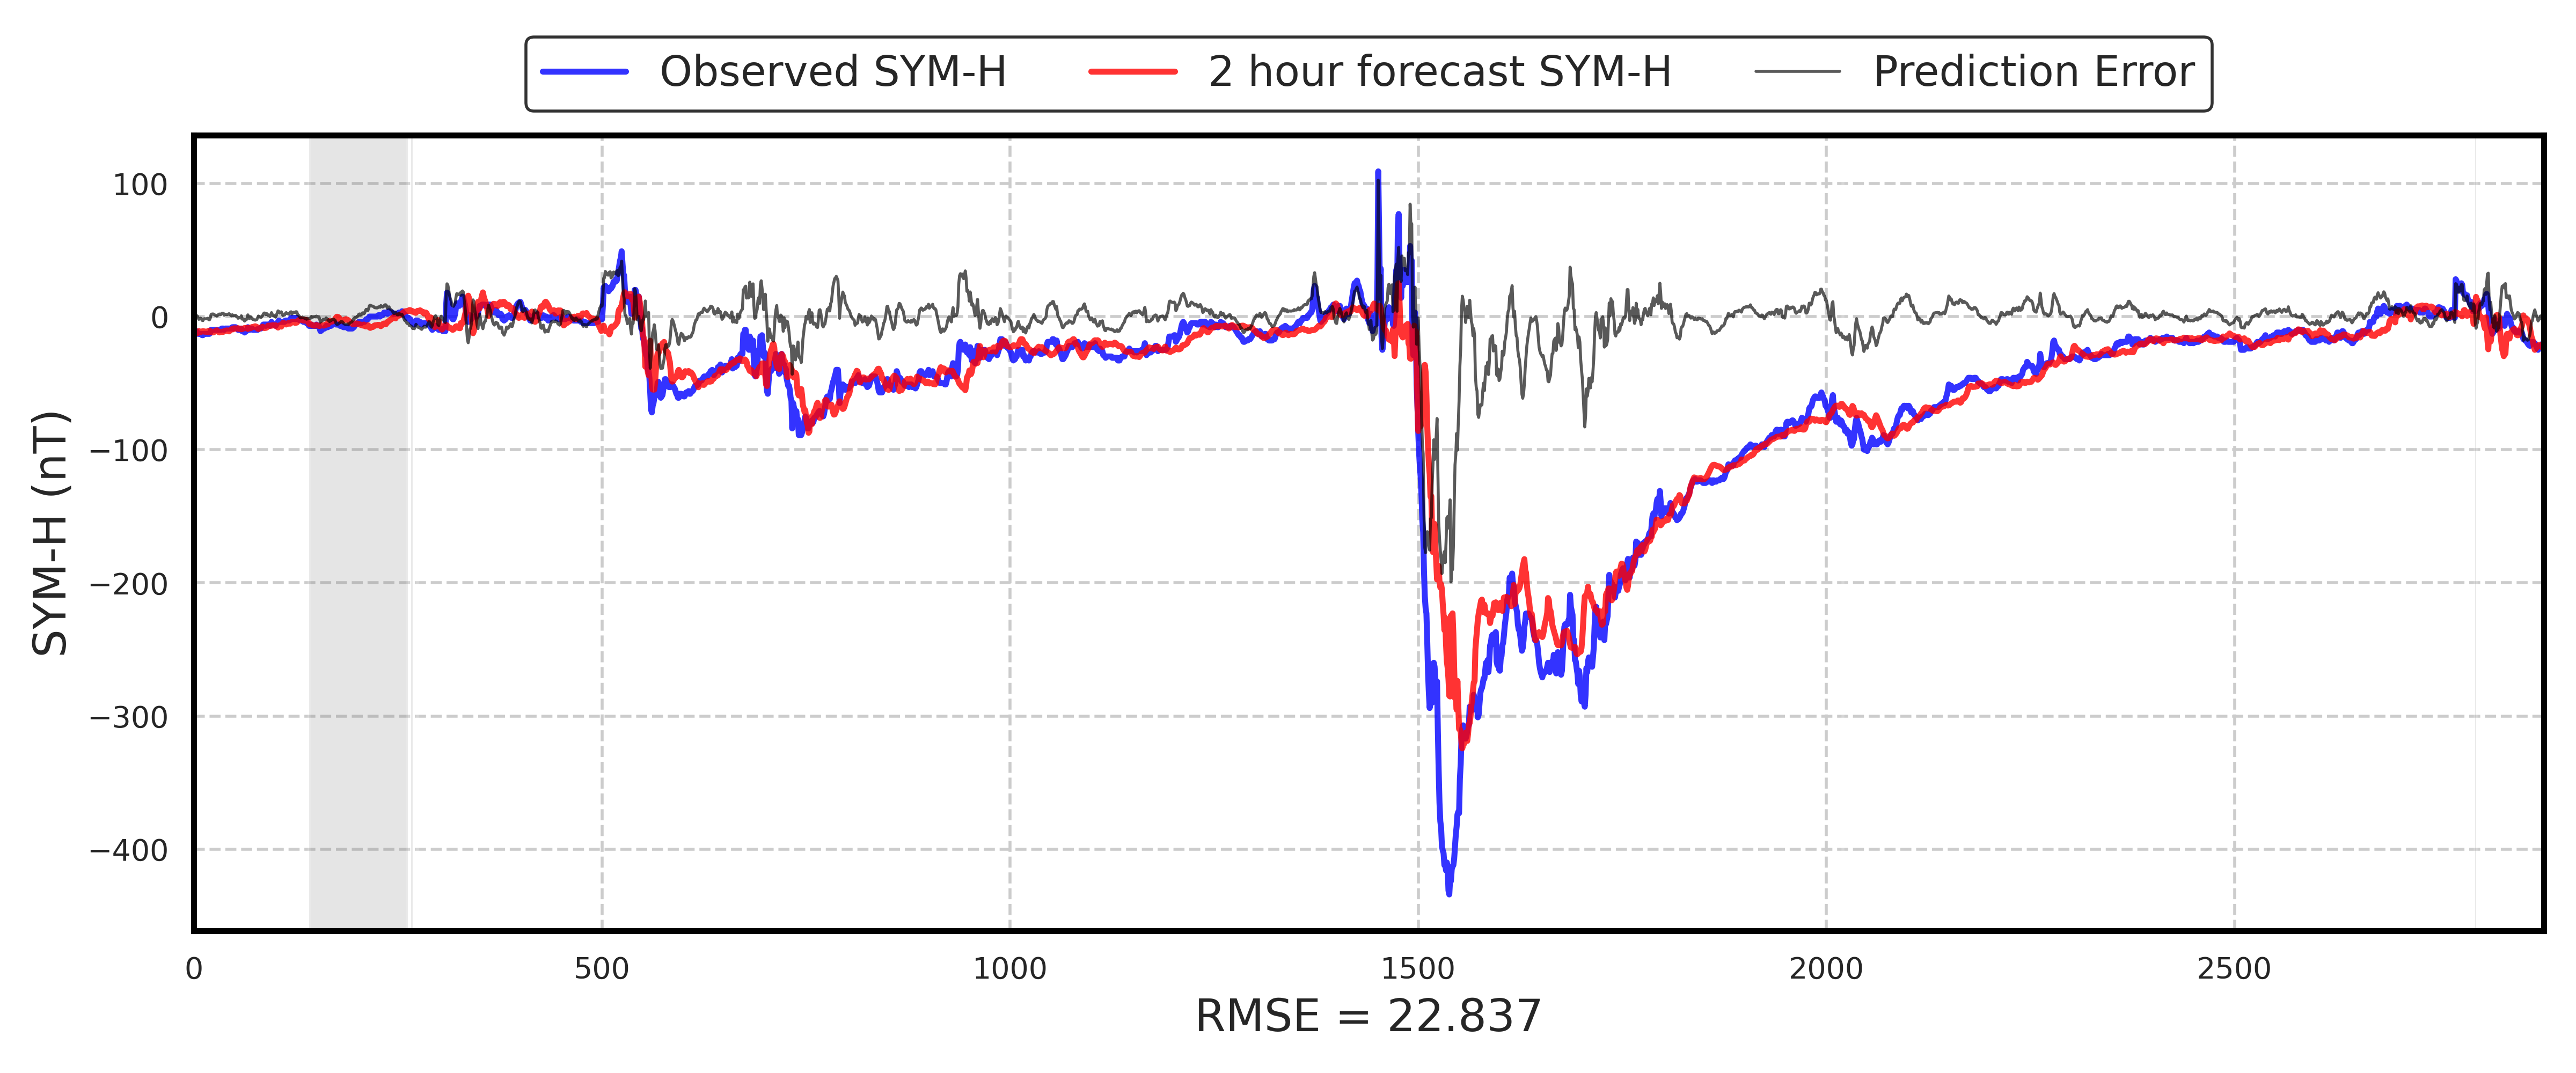 Observed SYM-H 2 hour forecast SYM-H Prediction Error
SYM-H (nT)
100
0
−100
−200
−300
−400
0 500 1000 1500 2000 2500
RMSE = 22.837